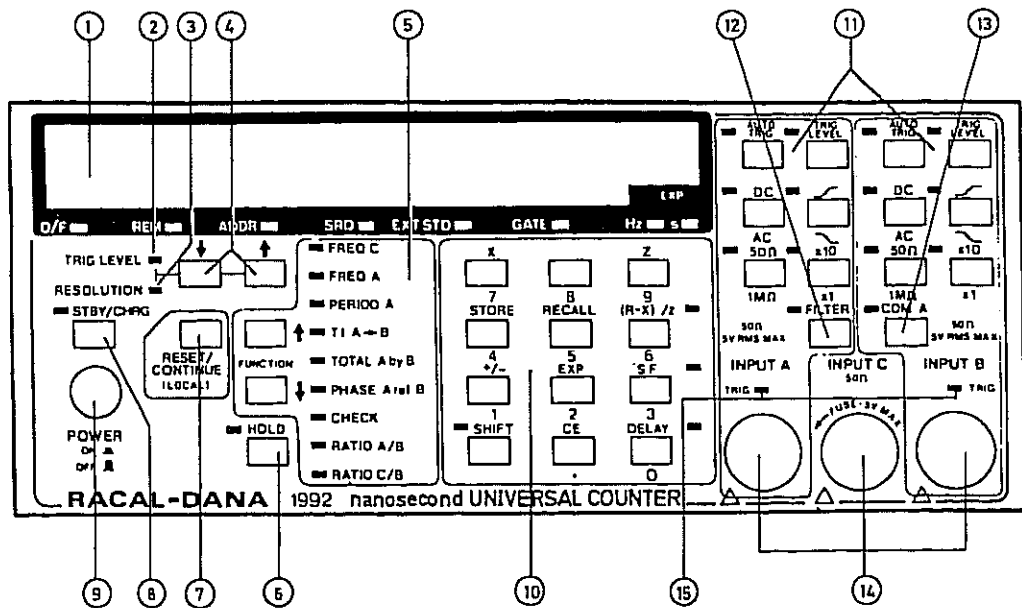 1 2 3 4 5 12 11 13
AUTO TRIG TRIG LEVEL AUTO TRIG TRIG LEVEL
EXP
O/F REM ADDR SRQ EXT STD GATE Hz s
DC DC
AC AC
50Ω x10 50Ω x10
1MΩ x1 1MΩ x1
FILTER COM A
50Ω
5V RMS MAX
50Ω
5V RMS MAX
INPUT A INPUT C INPUT B
50Ω
TRIG TRIG
FUSE·5V MAX
TRIG LEVEL ↓ ↑
RESOLUTION
STBY/CHRG
RESET/
CONTINUE
(LOCAL)
POWER
ON
OFF
↑
FUNCTION
↓
HOLD
FREQ C
FREQ A
PERIOD A
T I A→B
TOTAL A by B
PHASE A rel B
CHECK
RATIO A/B
RATIO C/B
X Z
7 8 9
STORE RECALL (R-X)/Z
4 5 6
+/- EXP SF
1 2 3
SHIFT CE DELAY
. 0
RACAL-DANA 1992 nanosecond UNIVERSAL COUNTER
9 8 7 6 10 15 14